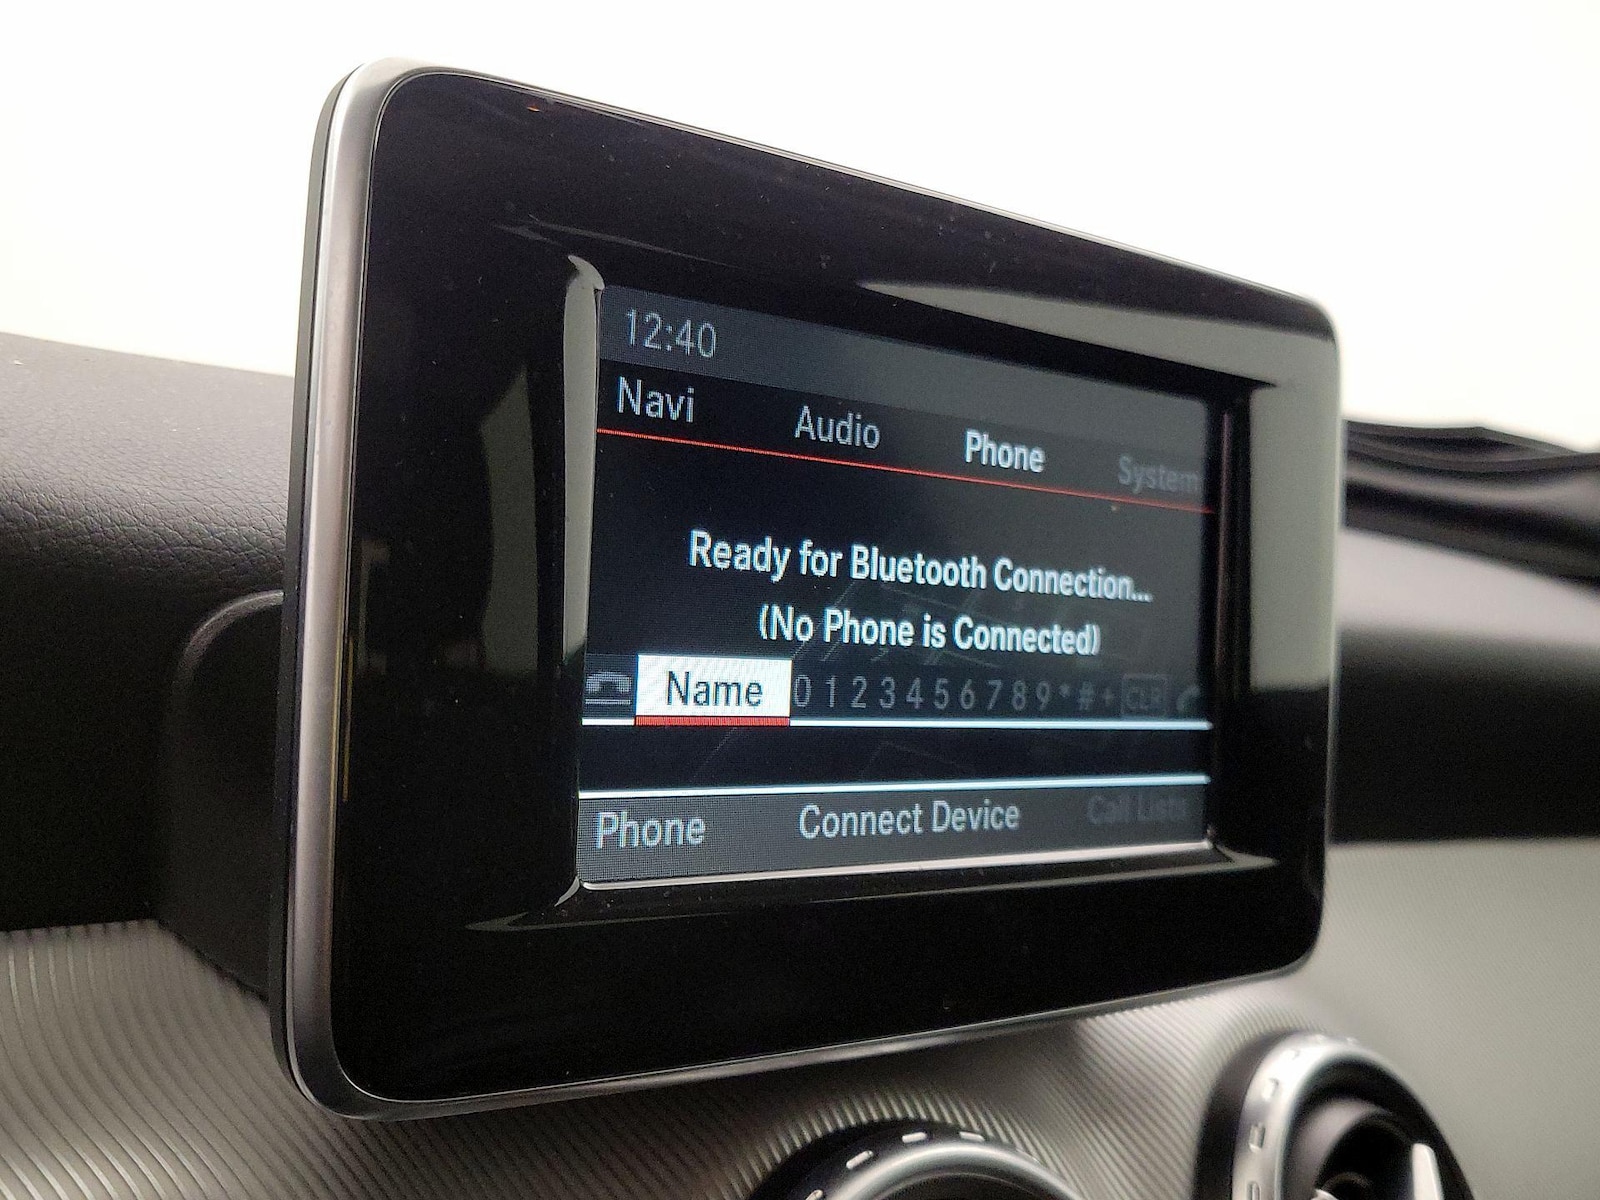 12:40
Navi Audio Phone System
Ready for Bluetooth Connection...
(No Phone is Connected)
Name 0 1 2 3 4 5 6 7 8 9 * # + CLR
Phone Connect Device Call Lists